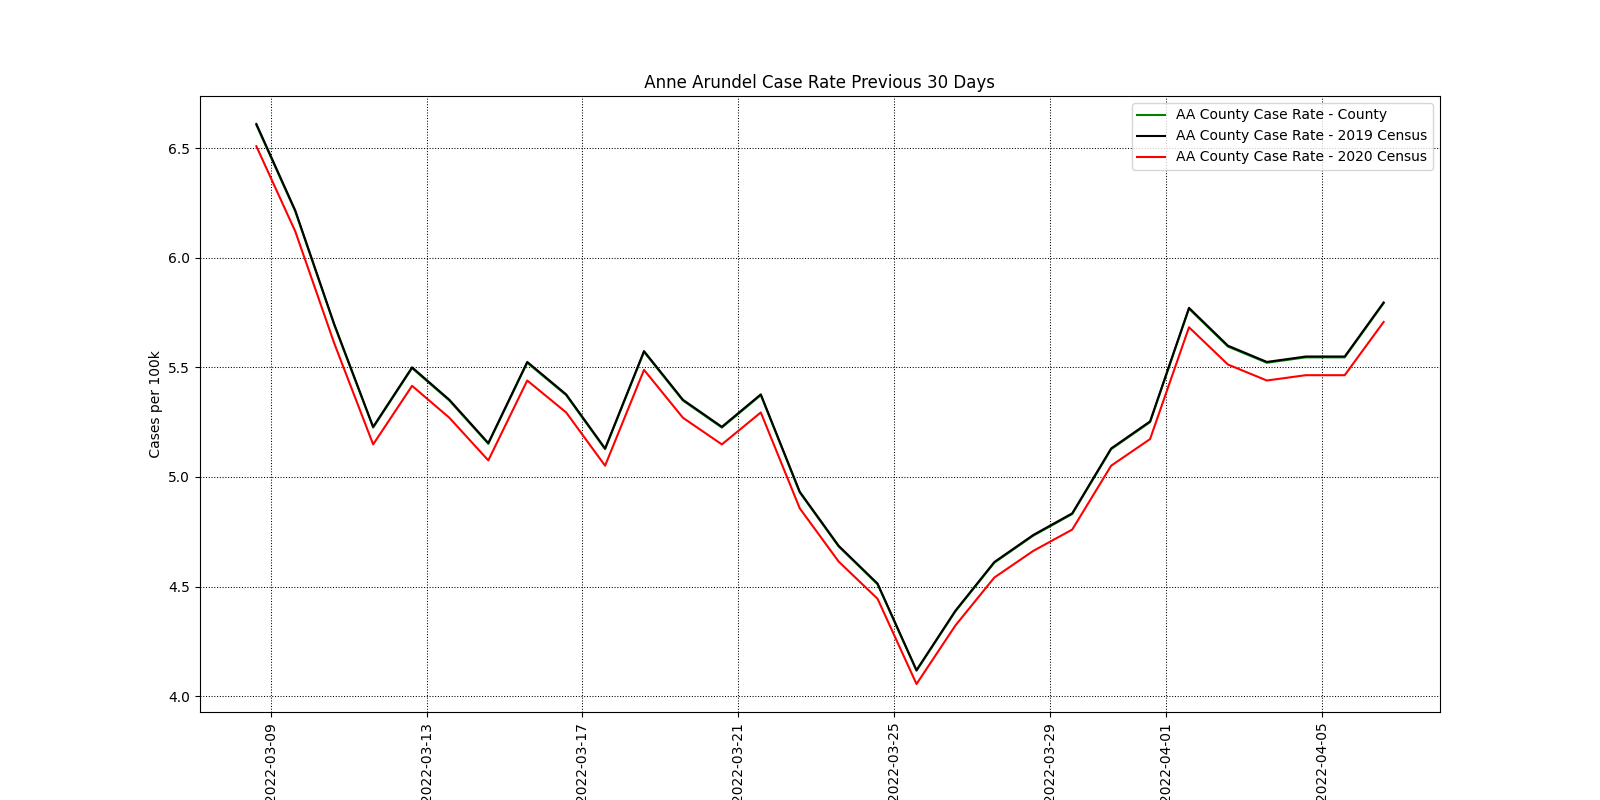 Anne Arundel Case Rate Previous 30 Days
AA County Case Rate - County
AA County Case Rate - 2019 Census
AA County Case Rate - 2020 Census
Cases per 100k
6.5
6.0
5.5
5.0
4.5
4.0
2022-03-09
2022-03-13
2022-03-17
2022-03-21
2022-03-25
2022-03-29
2022-04-01
2022-04-05